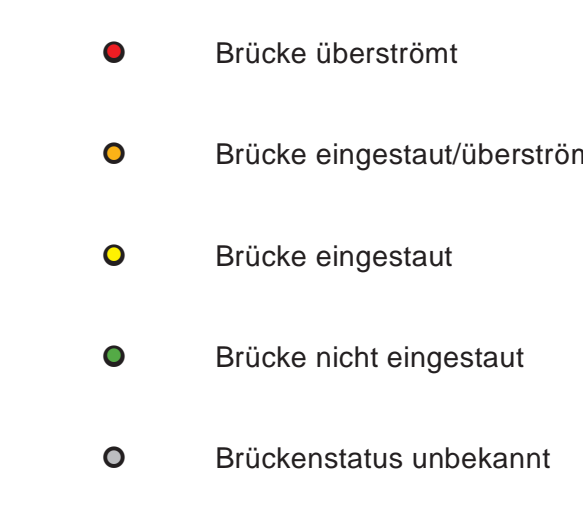 Brücke überströmt
Brücke eingestaut/überström
Brücke eingestaut
Brücke nicht eingestaut
Brückenstatus unbekannt